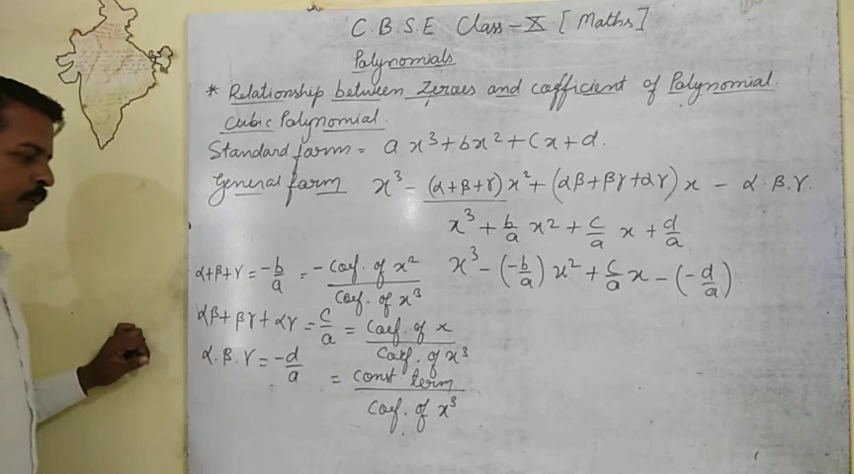 C.B.S.E Class-X [Maths]
Polynomials
* Relationship between Zeroes and coefficient of Polynomial.
Cubic Polynomial.
Standard form = ax³+bx²+cx+d.
General form x³ - (α+β+γ)x²+(αβ+βγ+αγ)x - α.β.γ.
x³ + b/a x² + c/a x + d/a
x³ - (-b/a)x² + c/a x - (-d/a)
α+β+γ = -b/a = -coef. of x²/coef. of x³
αβ+βγ+αγ = c/a = coef. of x/coef. of x³
α.β.γ = -d/a = const. term/coef. of x³